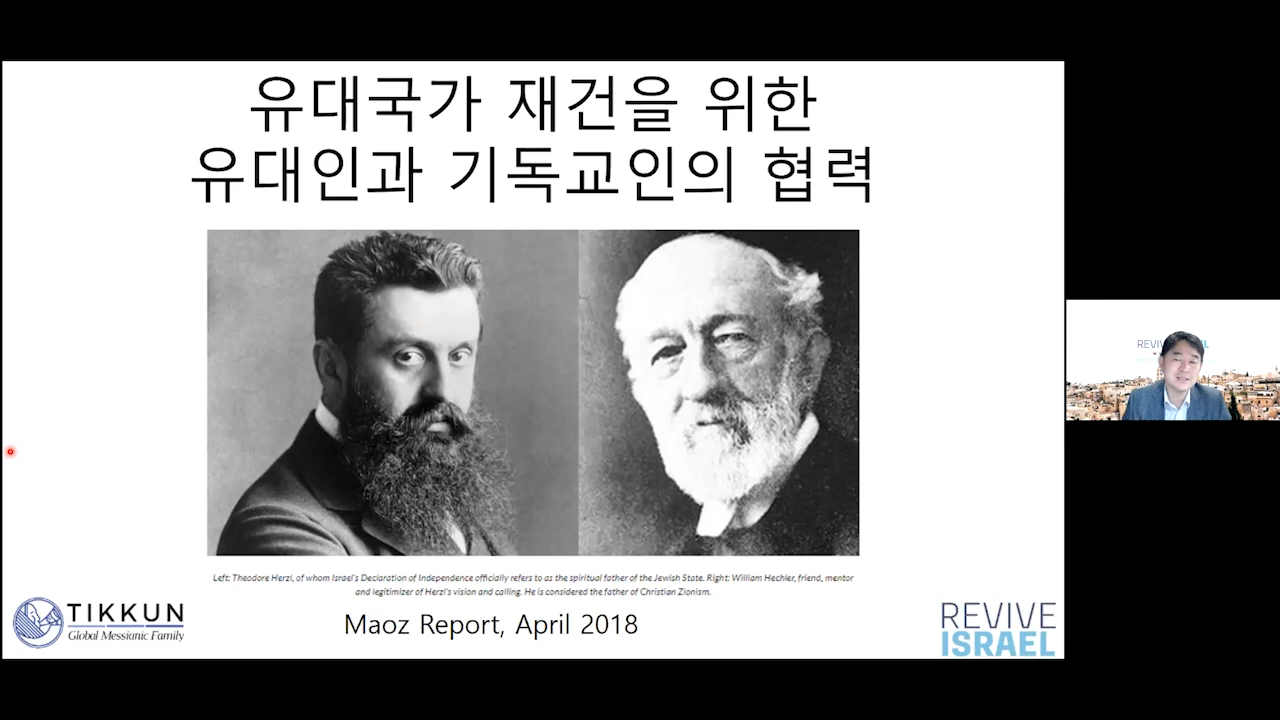 유대국가 재건을 위한
유대인과 기독교인의 협력
Left: Theodore Herzl, of whom Israel's Declaration of Independence officially refers to as the spiritual father of the Jewish State. Right: William Hechler, friend, mentor
and legitimizer of Herzl's vision and calling. He is considered the father of Christian Zionism.
Maoz Report, April 2018
TIKKUN
Global Messianic Family
REVIVE
ISRAEL